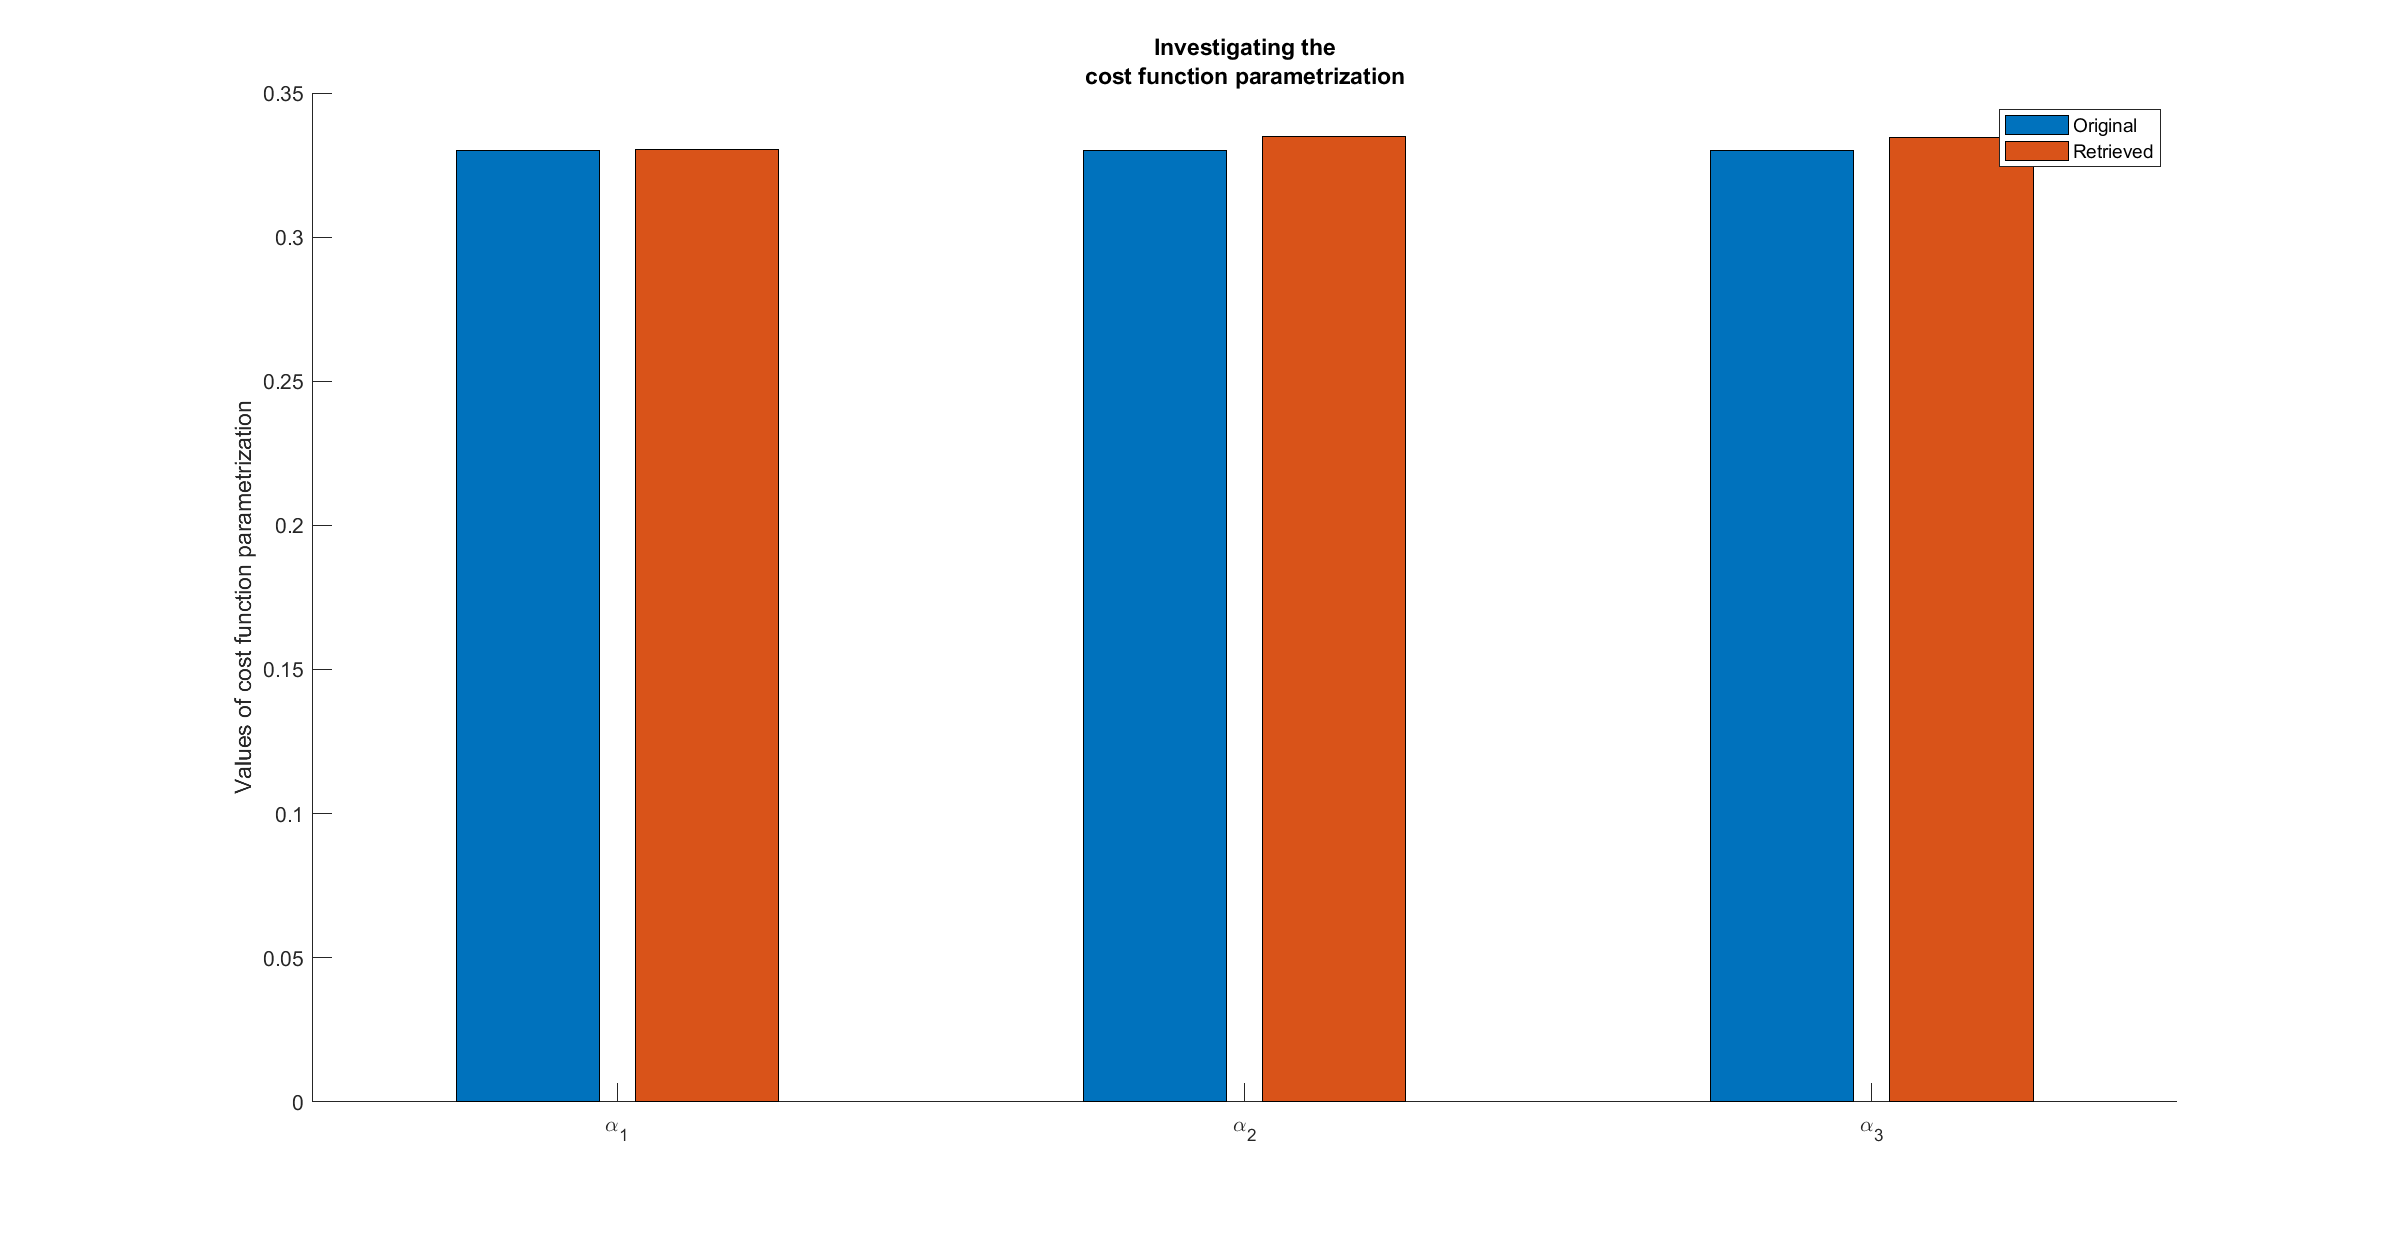 Investigating the
cost function parametrization
0.35
0.3
0.25
0.2
0.15
0.1
0.05
0
Values of cost function parametrization
Original
Retrieved
α1
α2
α3